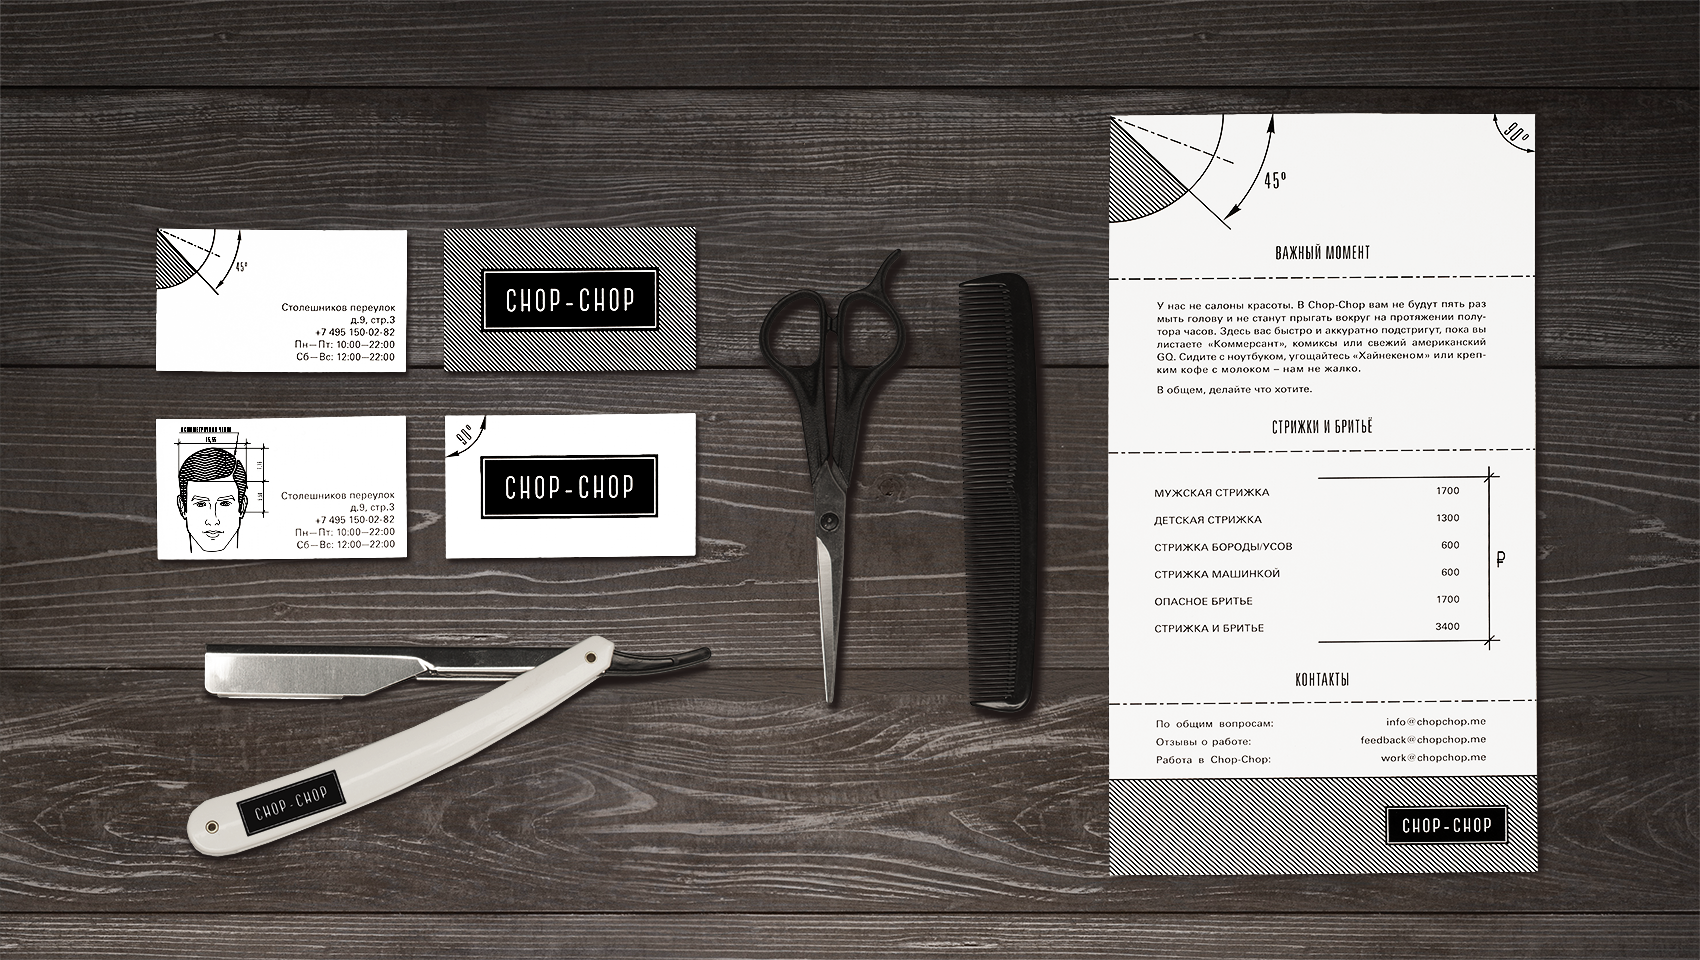 45°
Столешников переулок
д.9, стр.3
+7 495 150-02-82
Пн—Пт: 10:00—22:00
Сб—Вс: 12:00—22:00
CHOP-CHOP
15,55
Столешников переулок
д.9, стр.3
+7 495 150-02-82
Пн—Пт: 10:00—22:00
Сб—Вс: 12:00—22:00
90°
CHOP-CHOP
CHOP-CHOP
45°
90°
ВАЖНЫЙ МОМЕНТ
У нас не салоны красоты. В Chop-Chop вам не будут пять раз
мыть голову и не станут прыгать вокруг на протяжении полу-
тора часов. Здесь вас быстро и аккуратно подстригут, пока вы
листаете «Коммерсант», комиксы или свежий американский
GQ. Сидите с ноутбуком, угощайтесь «Хайнекеном» или креп-
ким кофе с молоком – нам не жалко.
В общем, делайте что хотите.
СТРИЖКИ И БРИТЬЁ
МУЖСКАЯ СТРИЖКА 1700
ДЕТСКАЯ СТРИЖКА 1300
СТРИЖКА БОРОДЫ/УСОВ 600
СТРИЖКА МАШИНКОЙ 600
ОПАСНОЕ БРИТЬЕ 1700
СТРИЖКА И БРИТЬЕ 3400
₽
КОНТАКТЫ
По общим вопросам: info@chopchop.me
Отзывы о работе: feedback@chopchop.me
Работа в Chop-Chop: work@chopchop.me
CHOP-CHOP